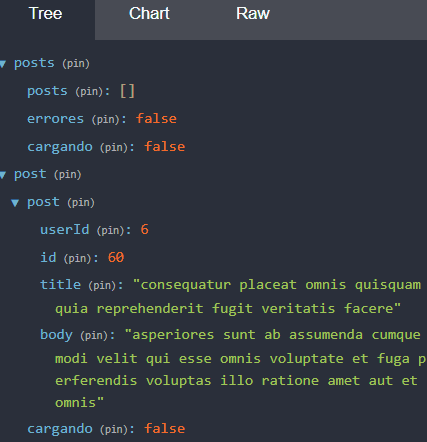 Tree Chart Raw
posts (pin)
posts (pin): []
errores (pin): false
cargando (pin): false
post (pin)
post (pin)
userId (pin): 6
id (pin): 60
title (pin): "consequatur placeat omnis quisquam
quia reprehenderit fugit veritatis facere"
body (pin): "asperiores sunt ab assumenda cumque
modi velit qui esse omnis voluptate et fuga p
erferendis voluptas illo ratione amet aut et
omnis"
cargando (pin): false